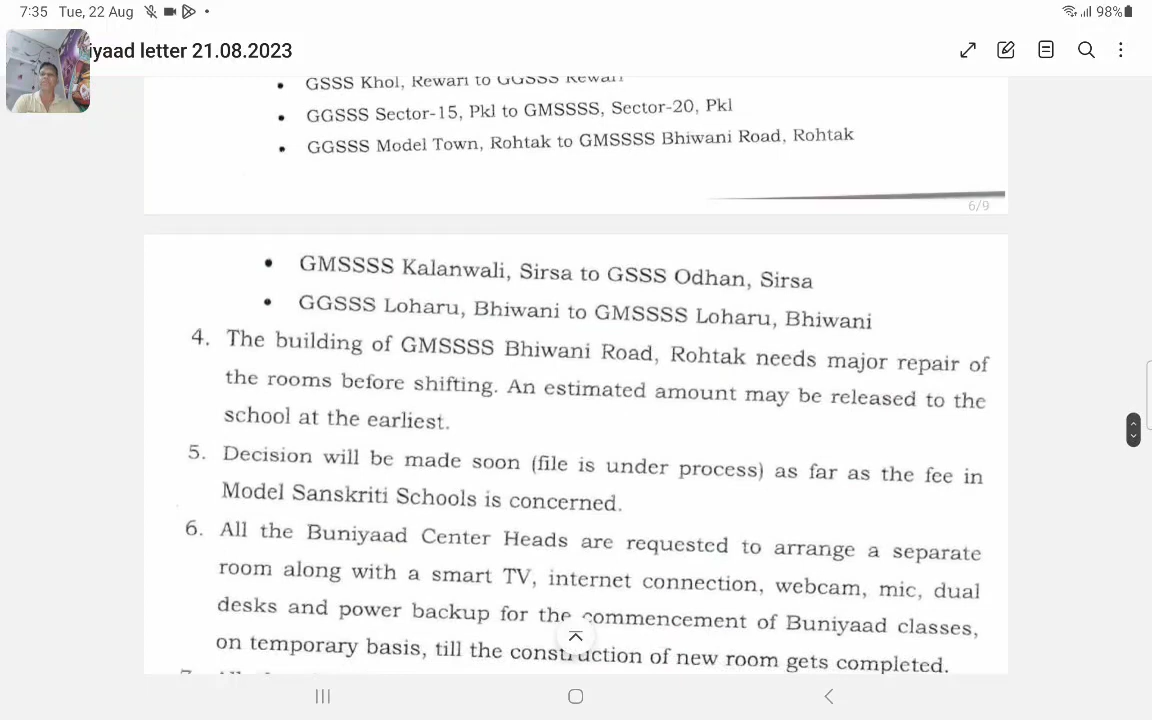 7:35 Tue, 22 Aug
98%
iyaad letter 21.08.2023
• GSSS Khol, Rewari to GGSSS Rewari
• GGSSS Sector-15, Pkl to GMSSSS, Sector-20, Pkl
• GGSSS Model Town, Rohtak to GMSSSS Bhiwani Road, Rohtak
6/9
• GMSSSS Kalanwali, Sirsa to GSSS Odhan, Sirsa
• GGSSS Loharu, Bhiwani to GMSSSS Loharu, Bhiwani
4. The building of GMSSSS Bhiwani Road, Rohtak needs major repair of
the rooms before shifting. An estimated amount may be released to the
school at the earliest.
5. Decision will be made soon (file is under process) as far as the fee in
Model Sanskriti Schools is concerned.
6. All the Buniyaad Center Heads are requested to arrange a separate
room along with a smart TV, internet connection, webcam, mic, dual
desks and power backup for the commencement of Buniyaad classes,
on temporary basis, till the construction of new room gets completed.